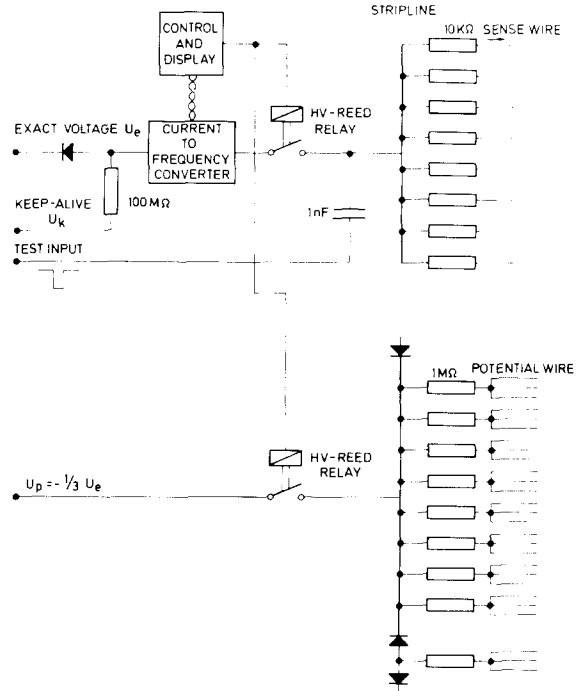 STRIPLINE
CONTROL
AND
DISPLAY
10KΩ SENSE WIRE
HV-REED
RELAY
EXACT VOLTAGE Ue
CURRENT
TO
FREQUENCY
CONVERTER
100MΩ
KEEP-ALIVE
Uk
1nF
TEST INPUT
1MΩ POTENTIAL WIRE
HV-REED
RELAY
Up = - 1/3 Ue